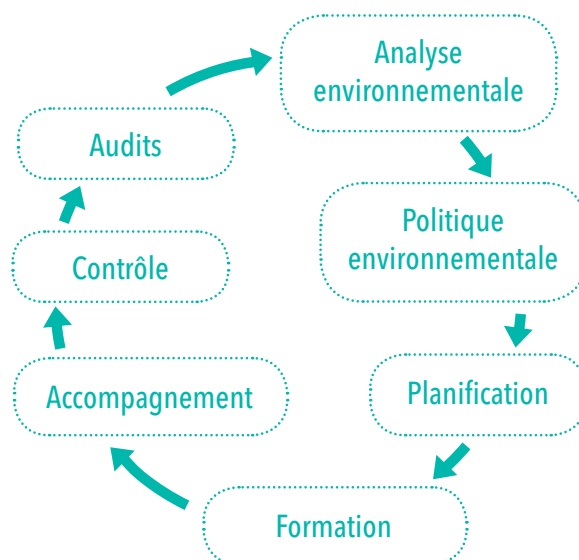 Analyse
environnementale
Audits
Politique
environnementale
Contrôle
Planification
Accompagnement
Formation